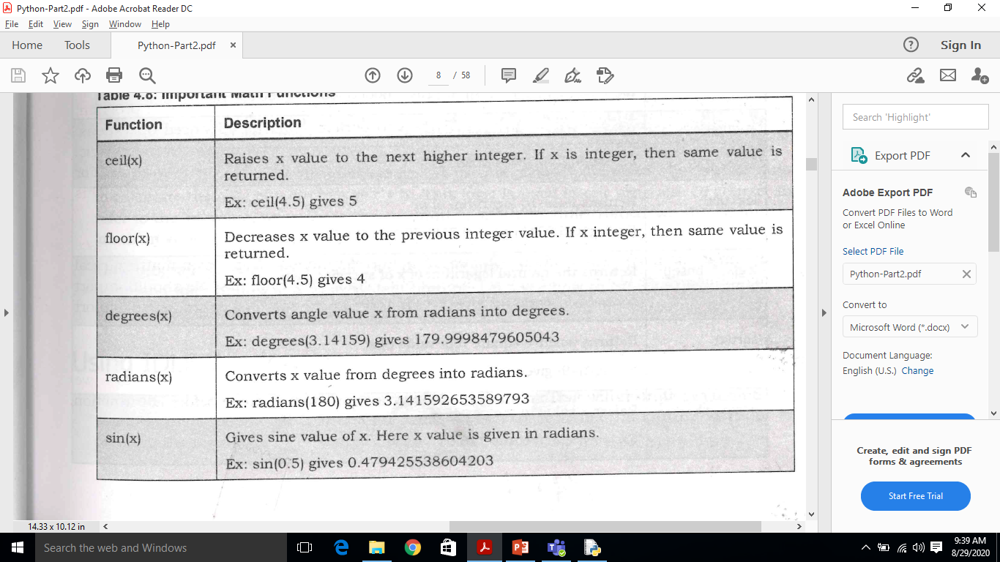 Python-Part2.pdf - Adobe Acrobat Reader DC
File Edit View Sign Window Help
Home Tools Python-Part2.pdf × ? Sign In
8 / 58
Table 4.8: Important Math Functions
Function Description
ceil(x) Raises x value to the next higher integer. If x is integer, then same value is
returned.
Ex: ceil(4.5) gives 5
floor(x) Decreases x value to the previous integer value. If x integer, then same value is
returned.
Ex: floor(4.5) gives 4
degrees(x) Converts angle value x from radians into degrees.
Ex: degrees(3.14159) gives 179.9998479605043
radians(x) Converts x value from degrees into radians.
Ex: radians(180) gives 3.141592653589793
sin(x) Gives sine value of x. Here x value is given in radians.
Ex: sin(0.5) gives 0.479425538604203
14.33 x 10.12 in
Search 'Highlight'
Export PDF
Adobe Export PDF
Convert PDF Files to Word
or Excel Online
Select PDF File
Python-Part2.pdf
Convert to
Microsoft Word (*.docx)
Document Language:
English (U.S.) Change
Create, edit and sign PDF
forms & agreements
Start Free Trial
Search the web and Windows
9:39 AM
8/29/2020